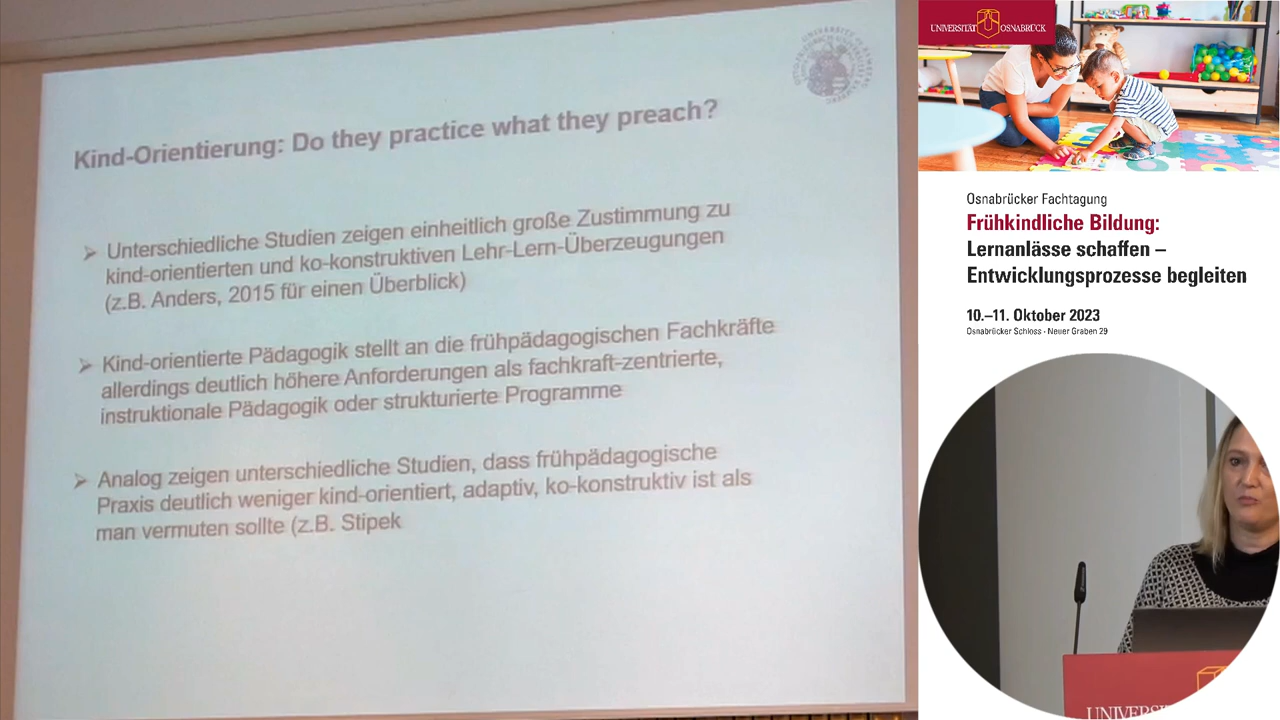 Kind-Orientierung: Do they practice what they preach?
➢ Unterschiedliche Studien zeigen einheitlich große Zustimmung zu
kind-orientierten und ko-konstruktiven Lehr-Lern-Überzeugungen
(z.B. Anders, 2015 für einen Überblick)
➢ Kind-orientierte Pädagogik stellt an die frühpädagogischen Fachkräfte
allerdings deutlich höhere Anforderungen als fachkraft-zentrierte,
instruktionale Pädagogik oder strukturierte Programme
➢ Analog zeigen unterschiedliche Studien, dass frühpädagogische
Praxis deutlich weniger kind-orientiert, adaptiv, ko-konstruktiv ist als
man vermuten sollte (z.B. Stipek
UNIVERSITÄT OSNABRÜCK
Osnabrücker Fachtagung
Frühkindliche Bildung:
Lernanlässe schaffen –
Entwicklungsprozesse begleiten
10.–11. Oktober 2023
Osnabrücker Schloss · Neuer Graben 29
UNIVERSI